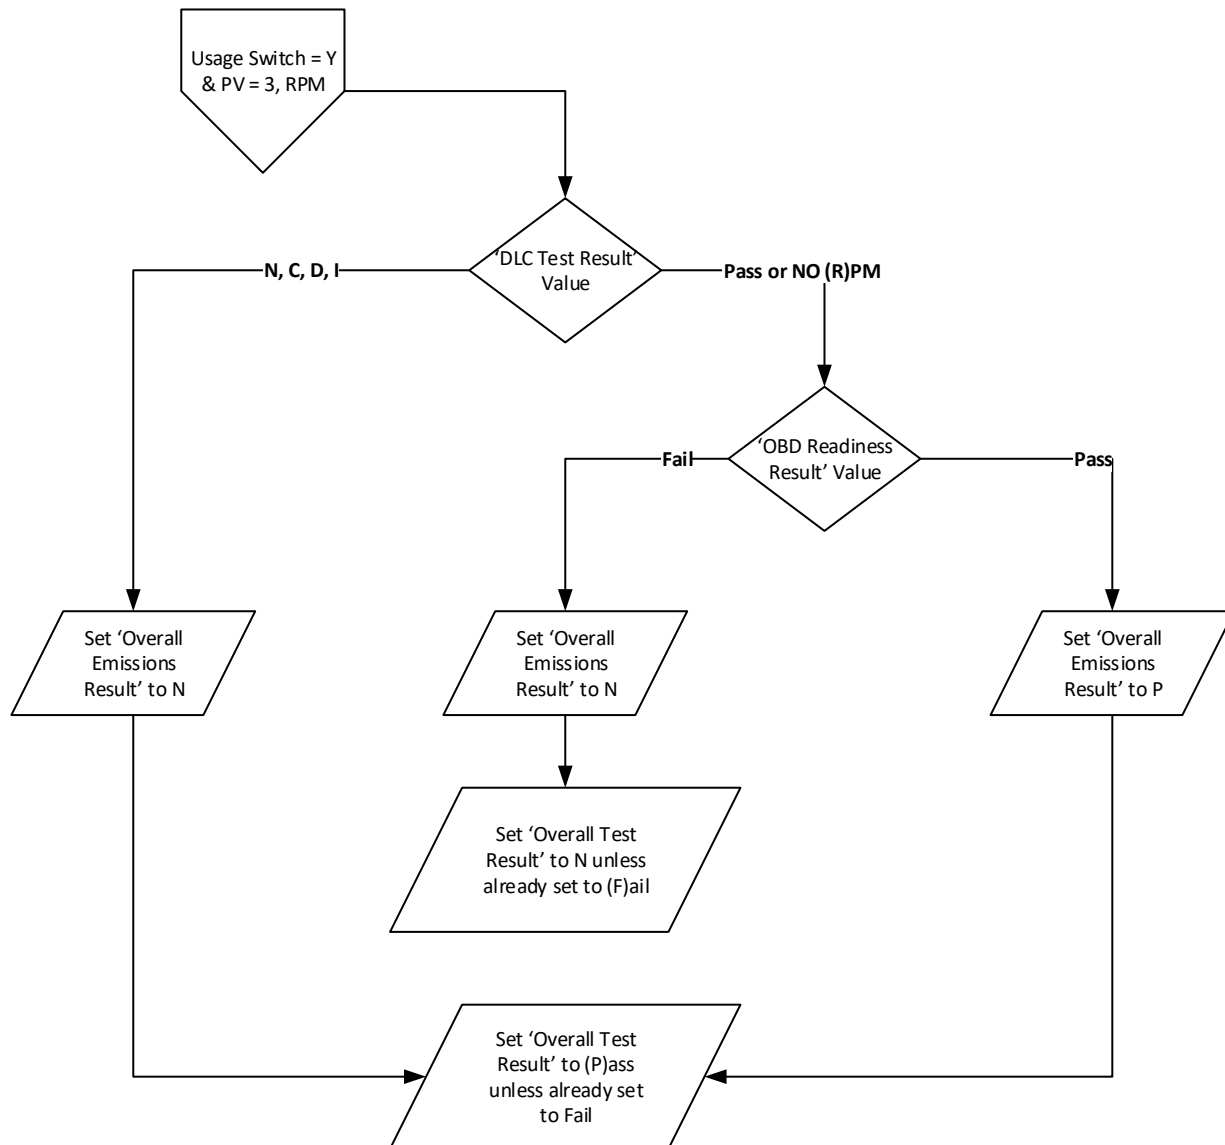 Usage Switch = Y
& PV = 3, RPM
‘DLC Test Result’
Value
N, C, D, I
Pass or NO (R)PM
‘OBD Readiness
Result’ Value
Fail
Pass
Set ‘Overall
Emissions
Result’ to N
Set ‘Overall
Emissions
Result’ to N
Set ‘Overall
Emissions
Result’ to P
Set ‘Overall Test
Result’ to N unless
already set to (F)ail
Set ‘Overall Test
Result’ to (P)ass
unless already set
to Fail